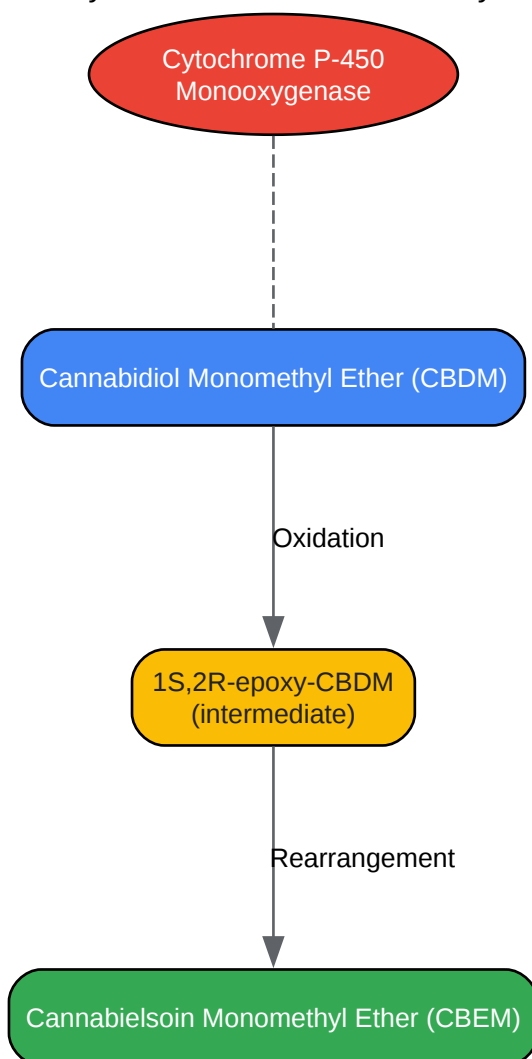 Cytochrome P-450
Monooxygenase
Cannabidiol Monomethyl Ether (CBDM)
Oxidation
1S,2R-epoxy-CBDM
(intermediate)
Rearrangement
Cannabielsoin Monomethyl Ether (CBEM)